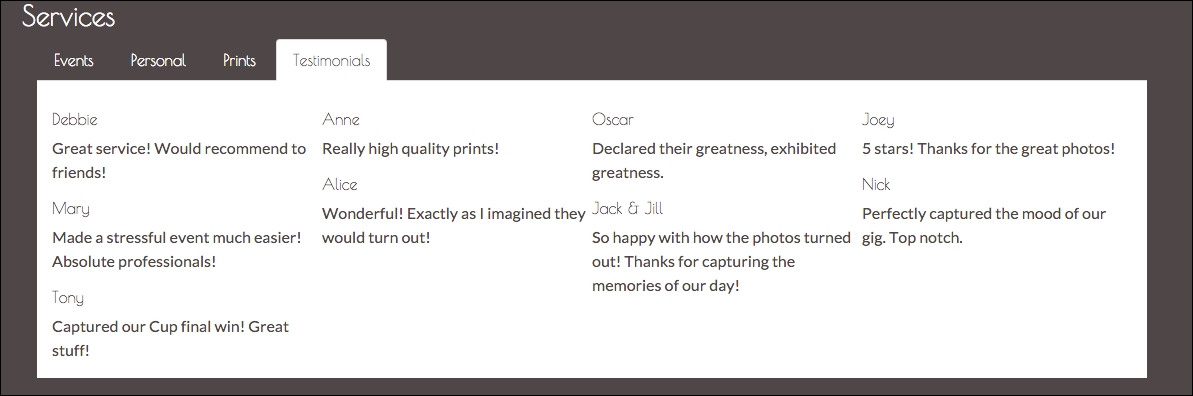 Services
Events
Personal
Prints
Testimonials
Debbie
Great service! Would recommend to
friends!
Mary
Made a stressful event much easier!
Absolute professionals!
Tony
Captured our Cup final win! Great
stuff!
Anne
Really high quality prints!
Alice
Wonderful! Exactly as I imagined they
would turn out!
Oscar
Declared their greatness, exhibited
greatness.
Jack & Jill
So happy with how the photos turned
out! Thanks for capturing the
memories of our day!
Joey
5 stars! Thanks for the great photos!
Nick
Perfectly captured the mood of our
gig. Top notch.